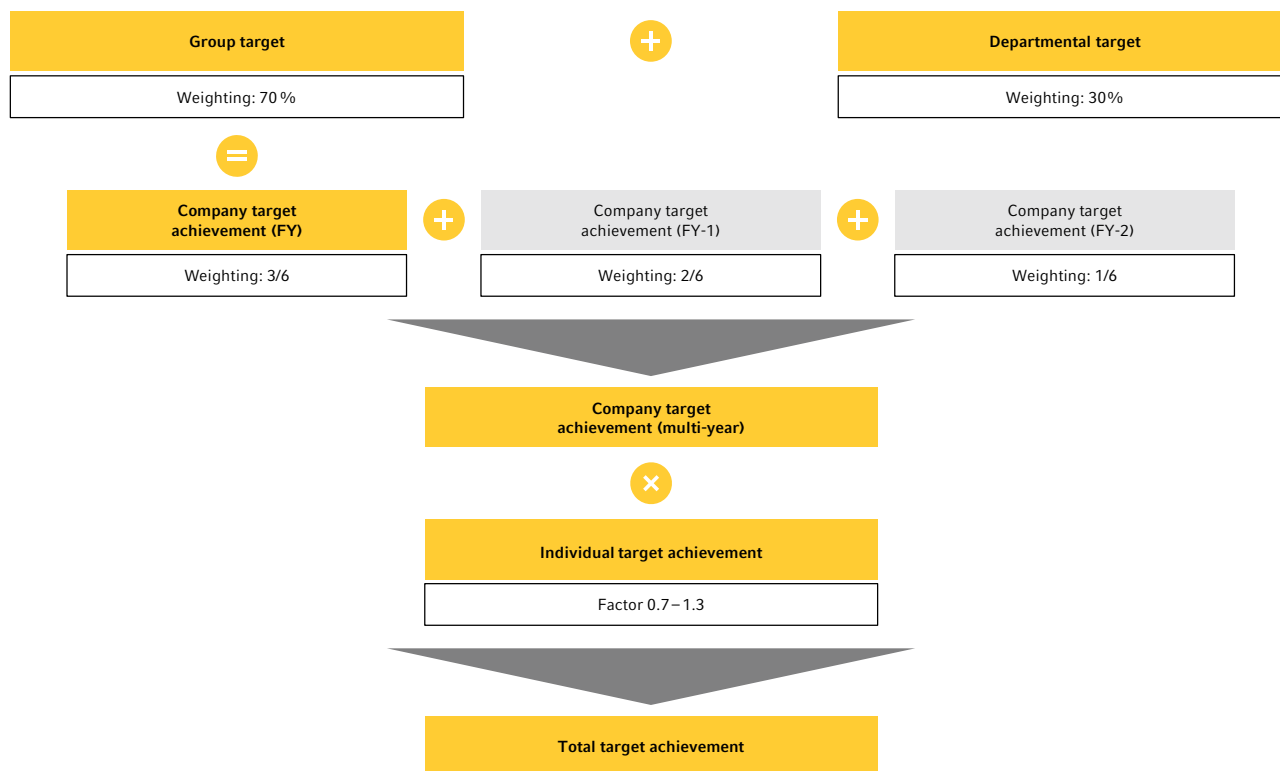 Group target
Departmental target
Weighting: 70 %
Weighting: 30%
Company target
achievement (FY)
Company target
achievement (FY-1)
Company target
achievement (FY-2)
Weighting: 3/6
Weighting: 2/6
Weighting: 1/6
Company target
achievement (multi-year)
Individual target achievement
Factor 0.7–1.3
Total target achievement